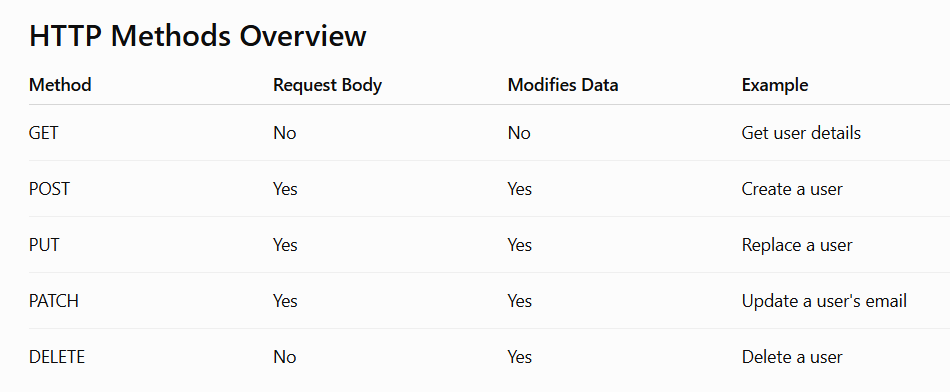 HTTP Methods Overview
Method Request Body Modifies Data Example
GET No No Get user details
POST Yes Yes Create a user
PUT Yes Yes Replace a user
PATCH Yes Yes Update a user's email
DELETE No Yes Delete a user